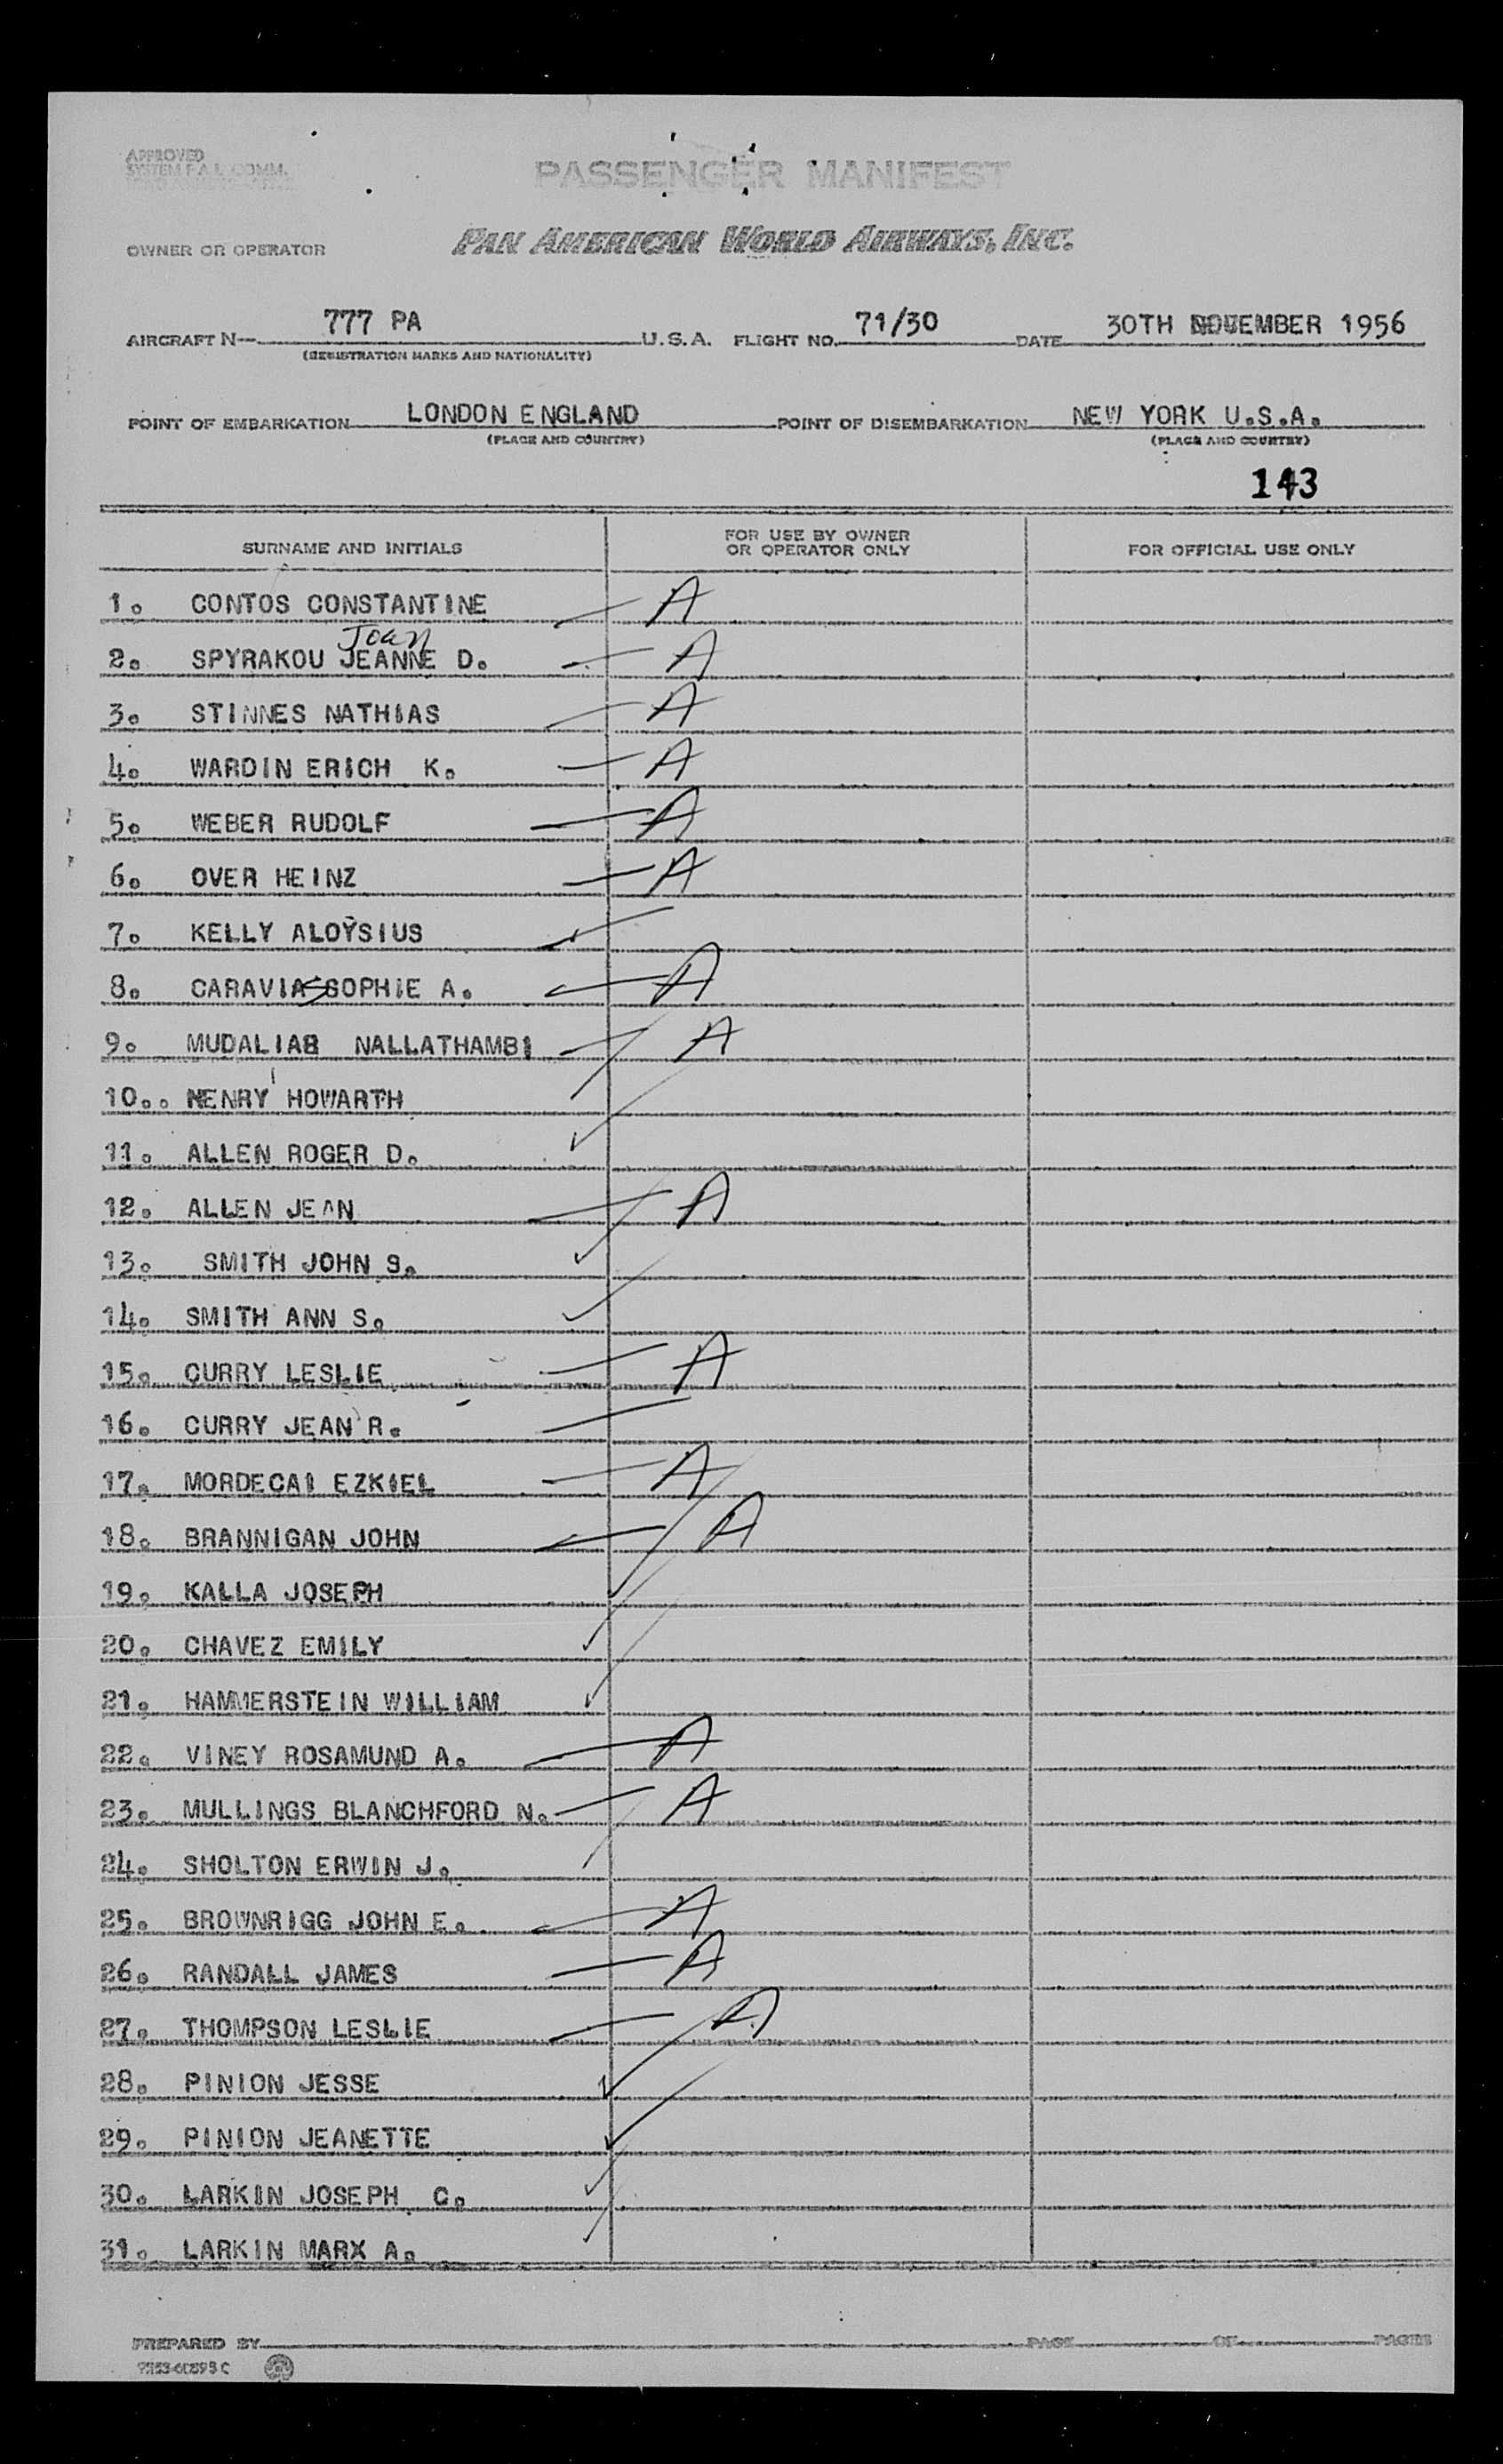 APPROVED
SYSTEM F.A.L. COMM.
PASSENGER MANIFEST
OWNER OR OPERATOR PAN AMERICAN WORLD AIRWAYS, INC.
AIRCRAFT N— 777 PA U.S.A. FLIGHT NO. 71/30 DATE 30TH NOVEMBER 1956
(REGISTRATION MARKS AND NATIONALITY)
POINT OF EMBARKATION LONDON ENGLAND POINT OF DISEMBARKATION NEW YORK U.S.A.
(PLACE AND COUNTRY) (PLACE AND COUNTRY)
143
SURNAME AND INITIALS FOR USE BY OWNER OR OPERATOR ONLY FOR OFFICIAL USE ONLY
1. CONTOS CONSTANTINE A
Joan
2. SPYRAKOU JEANNE D. A
3. STINNES NATHIAS A
4. WARDIN ERICH K. A
5. WEBER RUDOLF A
6. OVER HEINZ A
7. KELLY ALOYSIUS
8. CARAVIAS SOPHIE A. A
9. MUDALIAB NALLATHAMBI A
10.. HENRY HOWARTH
11. ALLEN ROGER D.
12. ALLEN JEAN A
13. SMITH JOHN S.
14. SMITH ANN S.
15. CURRY LESLIE A
16. CURRY JEAN R.
17. MORDECAI EZKIEL A
18. BRANNIGAN JOHN A
19. KALLA JOSEPH
20. CHAVEZ EMILY
21. HAMMERSTEIN WILLIAM
22. VINEY ROSAMUND A. A
23. MULLINGS BLANCHFORD N. A
24. SHOLTON ERWIN J.
25. BROWNRIGG JOHN E. A
26. RANDALL JAMES A
27. THOMPSON LESLIE A
28. PINION JESSE
29. PINION JEANETTE
30. LARKIN JOSEPH C.
31. LARKIN MARX A.
PREPARED BY PAGE OF PAGES